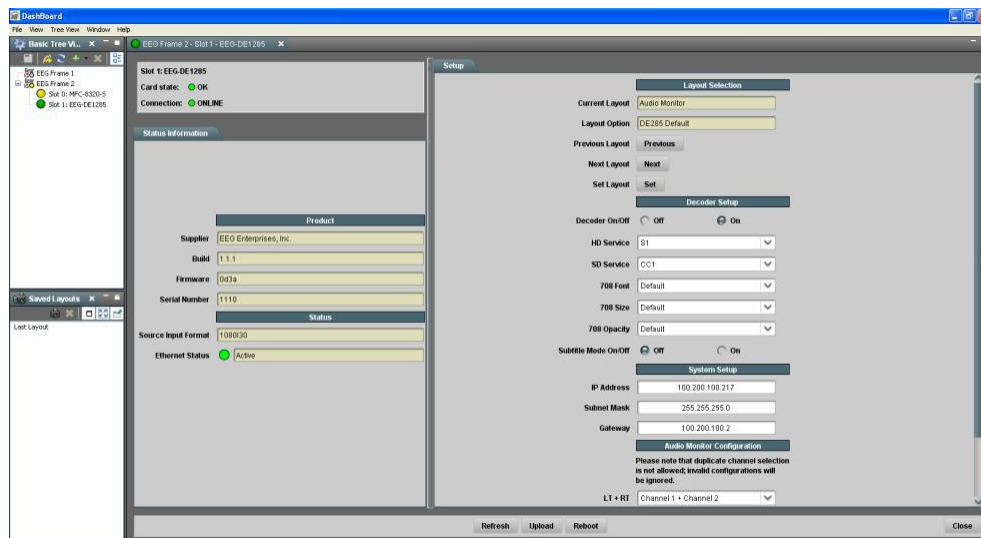 DashBoard
File View Tree View Window Help
Basic Tree Vi...
EEG Frame 1
EEG Frame 2
Slot 0: MFC-8320-S
Slot 1: EEG-DE1285
Saved Layouts
Last Layout
EEO Frame 2 - Slot 1 - EEG-DE1285
Slot 1: EEG-DE1285
Card state: OK
Connection: ONLINE
Status Information
Product
Supplier EEG Enterprises, Inc.
Build 1.1.1
Firmware 0d3a
Serial Number 1110
Status
Source Input Format 1080I30
Ethernet Status Active
Setup
Layout Selection
Current Layout Audio Monitor
Layout Option DE285 Default
Previous Layout Previous
Next Layout Next
Set Layout Set
Decoder Setup
Decoder On/Off Off On
HD Service S1
SD Service CC1
708 Font Default
708 Size Default
708 Opacity Default
Subtitle Mode On/Off Off On
System Setup
IP Address 100.200.100.217
Subnet Mask 255.255.255.0
Gateway 100.200.100.2
Audio Monitor Configuration
Please note that duplicate channel selection
is not allowed; invalid configurations will
be ignored.
LT + RT Channel 1 + Channel 2
Refresh Upload Reboot Close